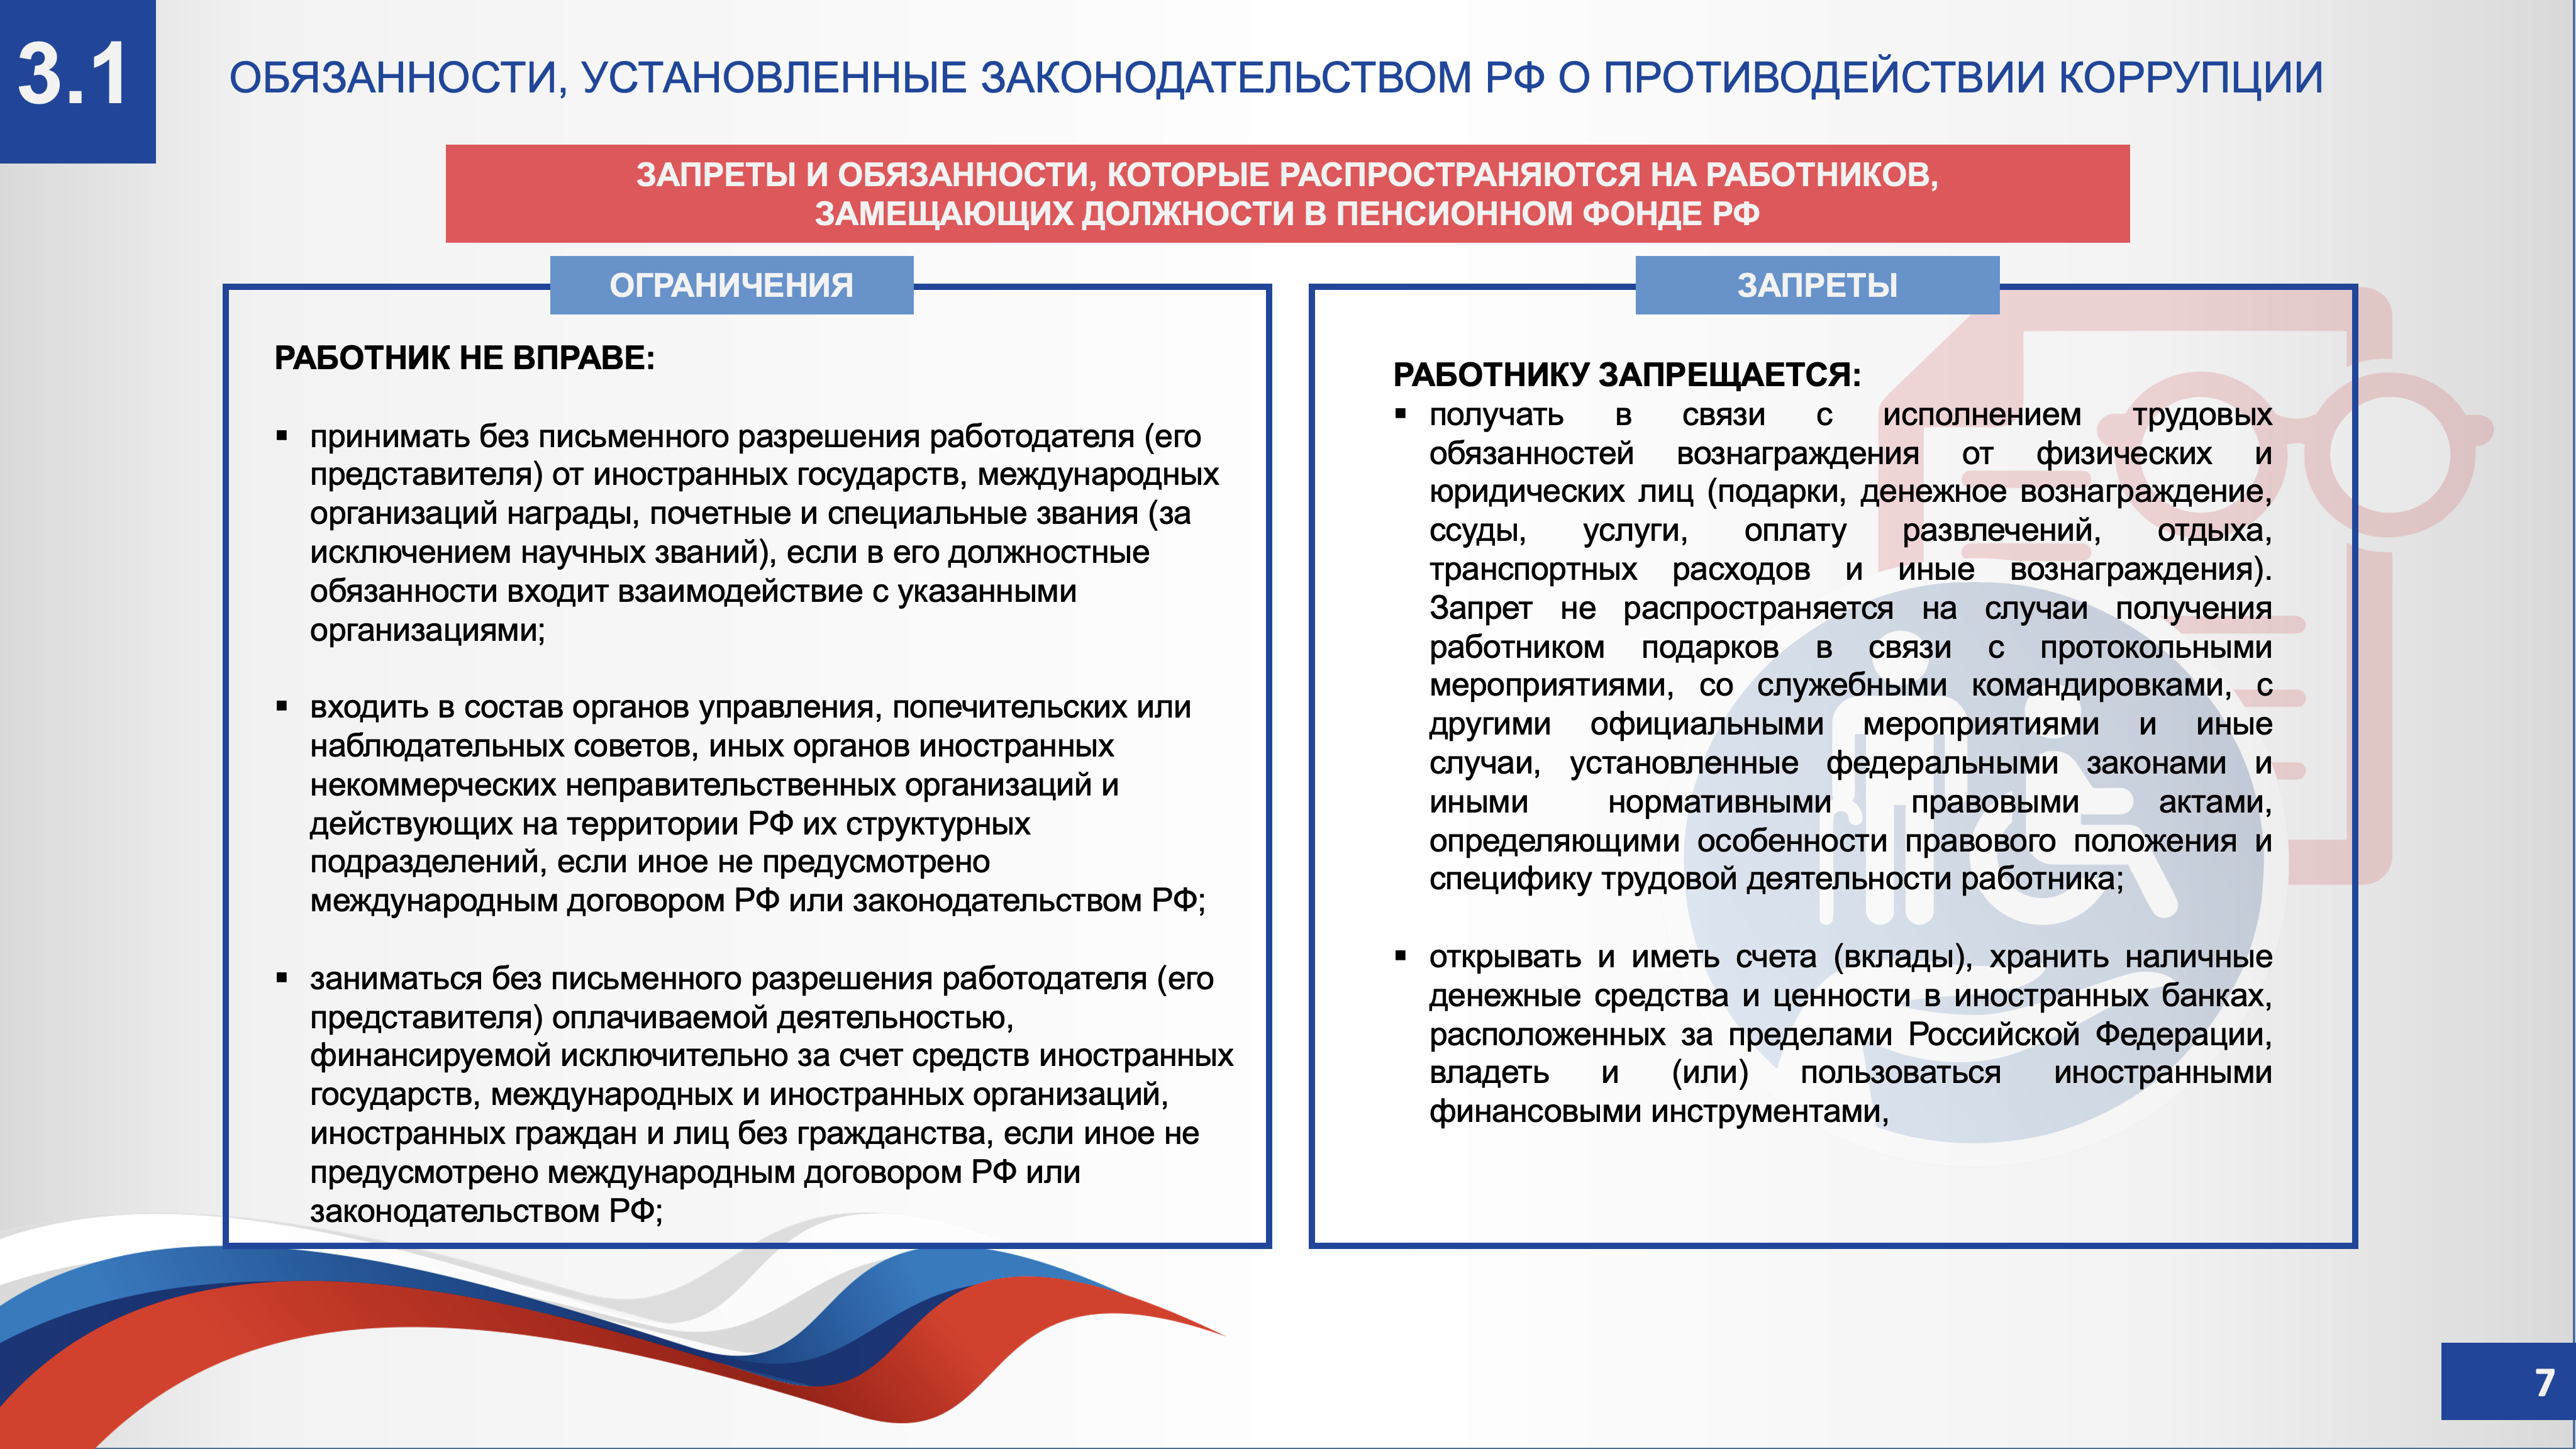 3.1
ОБЯЗАННОСТИ, УСТАНОВЛЕННЫЕ ЗАКОНОДАТЕЛЬСТВОМ РФ О ПРОТИВОДЕЙСТВИИ КОРРУПЦИИ
ЗАПРЕТЫ И ОБЯЗАННОСТИ, КОТОРЫЕ РАСПРОСТРАНЯЮТСЯ НА РАБОТНИКОВ,
ЗАМЕЩАЮЩИХ ДОЛЖНОСТИ В ПЕНСИОННОМ ФОНДЕ РФ
ОГРАНИЧЕНИЯ
РАБОТНИК НЕ ВПРАВЕ:
▪ принимать без письменного разрешения работодателя (его
представителя) от иностранных государств, международных
организаций награды, почетные и специальные звания (за
исключением научных званий), если в его должностные
обязанности входит взаимодействие с указанными
организациями;
▪ входить в состав органов управления, попечительских или
наблюдательных советов, иных органов иностранных
некоммерческих неправительственных организаций и
действующих на территории РФ их структурных
подразделений, если иное не предусмотрено
международным договором РФ или законодательством РФ;
▪ заниматься без письменного разрешения работодателя (его
представителя) оплачиваемой деятельностью,
финансируемой исключительно за счет средств иностранных
государств, международных и иностранных организаций,
иностранных граждан и лиц без гражданства, если иное не
предусмотрено международным договором РФ или
законодательством РФ;
ЗАПРЕТЫ
РАБОТНИКУ ЗАПРЕЩАЕТСЯ:
▪ получать в связи с исполнением трудовых
обязанностей вознаграждения от физических и
юридических лиц (подарки, денежное вознаграждение,
ссуды, услуги, оплату развлечений, отдыха,
транспортных расходов и иные вознаграждения).
Запрет не распространяется на случаи получения
работником подарков в связи с протокольными
мероприятиями, со служебными командировками, с
другими официальными мероприятиями и иные
случаи, установленные федеральными законами и
иными нормативными правовыми актами,
определяющими особенности правового положения и
специфику трудовой деятельности работника;
▪ открывать и иметь счета (вклады), хранить наличные
денежные средства и ценности в иностранных банках,
расположенных за пределами Российской Федерации,
владеть и (или) пользоваться иностранными
финансовыми инструментами,
7